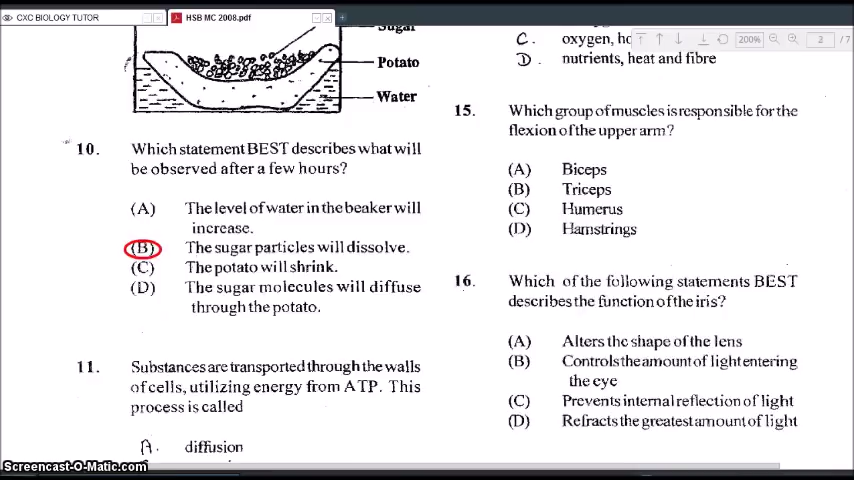 CXC BIOLOGY TUTOR
HSB MC 2008.pdf
Sugar
Potato
Water
10. Which statement BEST describes what will
be observed after a few hours?
(A) The level of water in the beaker will
increase.
(B) The sugar particles will dissolve.
(C) The potato will shrink.
(D) The sugar molecules will diffuse
through the potato.
11. Substances are transported through the walls
of cells, utilizing energy from ATP. This
process is called
A. diffusion
C. oxygen,
D. nutrients, heat and fibre
200%
2 / 7
15. Which group of muscles is responsible for the
flexion of the upper arm?
(A) Biceps
(B) Triceps
(C) Humerus
(D) Hamstrings
16. Which of the following statements BEST
describes the function of the iris?
(A) Alters the shape of the lens
(B) Controls the amount of light entering
the eye
(C) Prevents internal reflection of light
(D) Refracts the greatest amount of light
Screencast-O-Matic.com